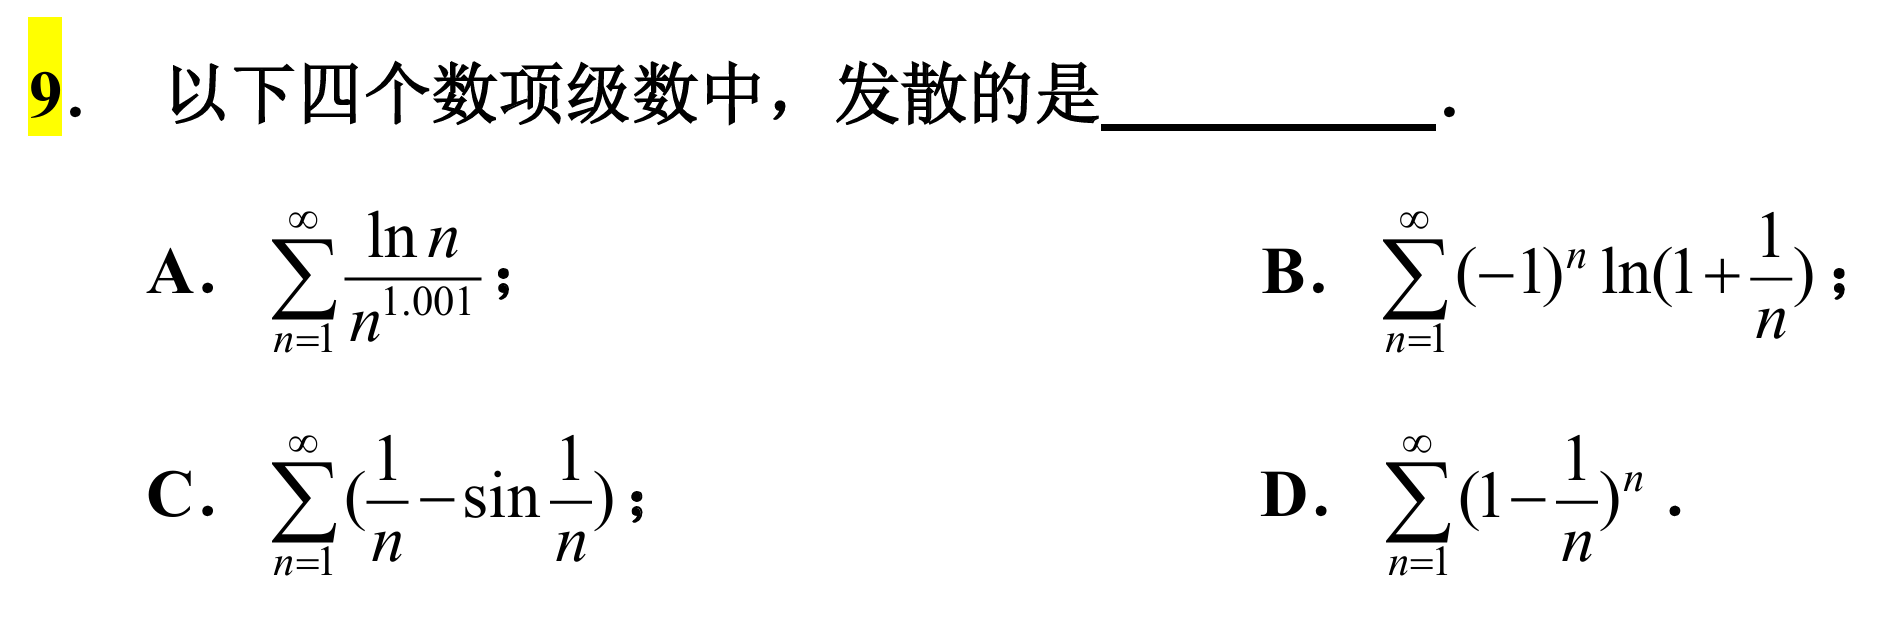 9. 以下四个数项级数中，发散的是__________.
A. $\sum_{n=1}^{\infty}\frac{\ln n}{n^{1.001}}$； B. $\sum_{n=1}^{\infty}(-1)^n\ln(1+\frac{1}{n})$；
C. $\sum_{n=1}^{\infty}(\frac{1}{n}-\sin\frac{1}{n})$； D. $\sum_{n=1}^{\infty}(1-\frac{1}{n})^n$ .